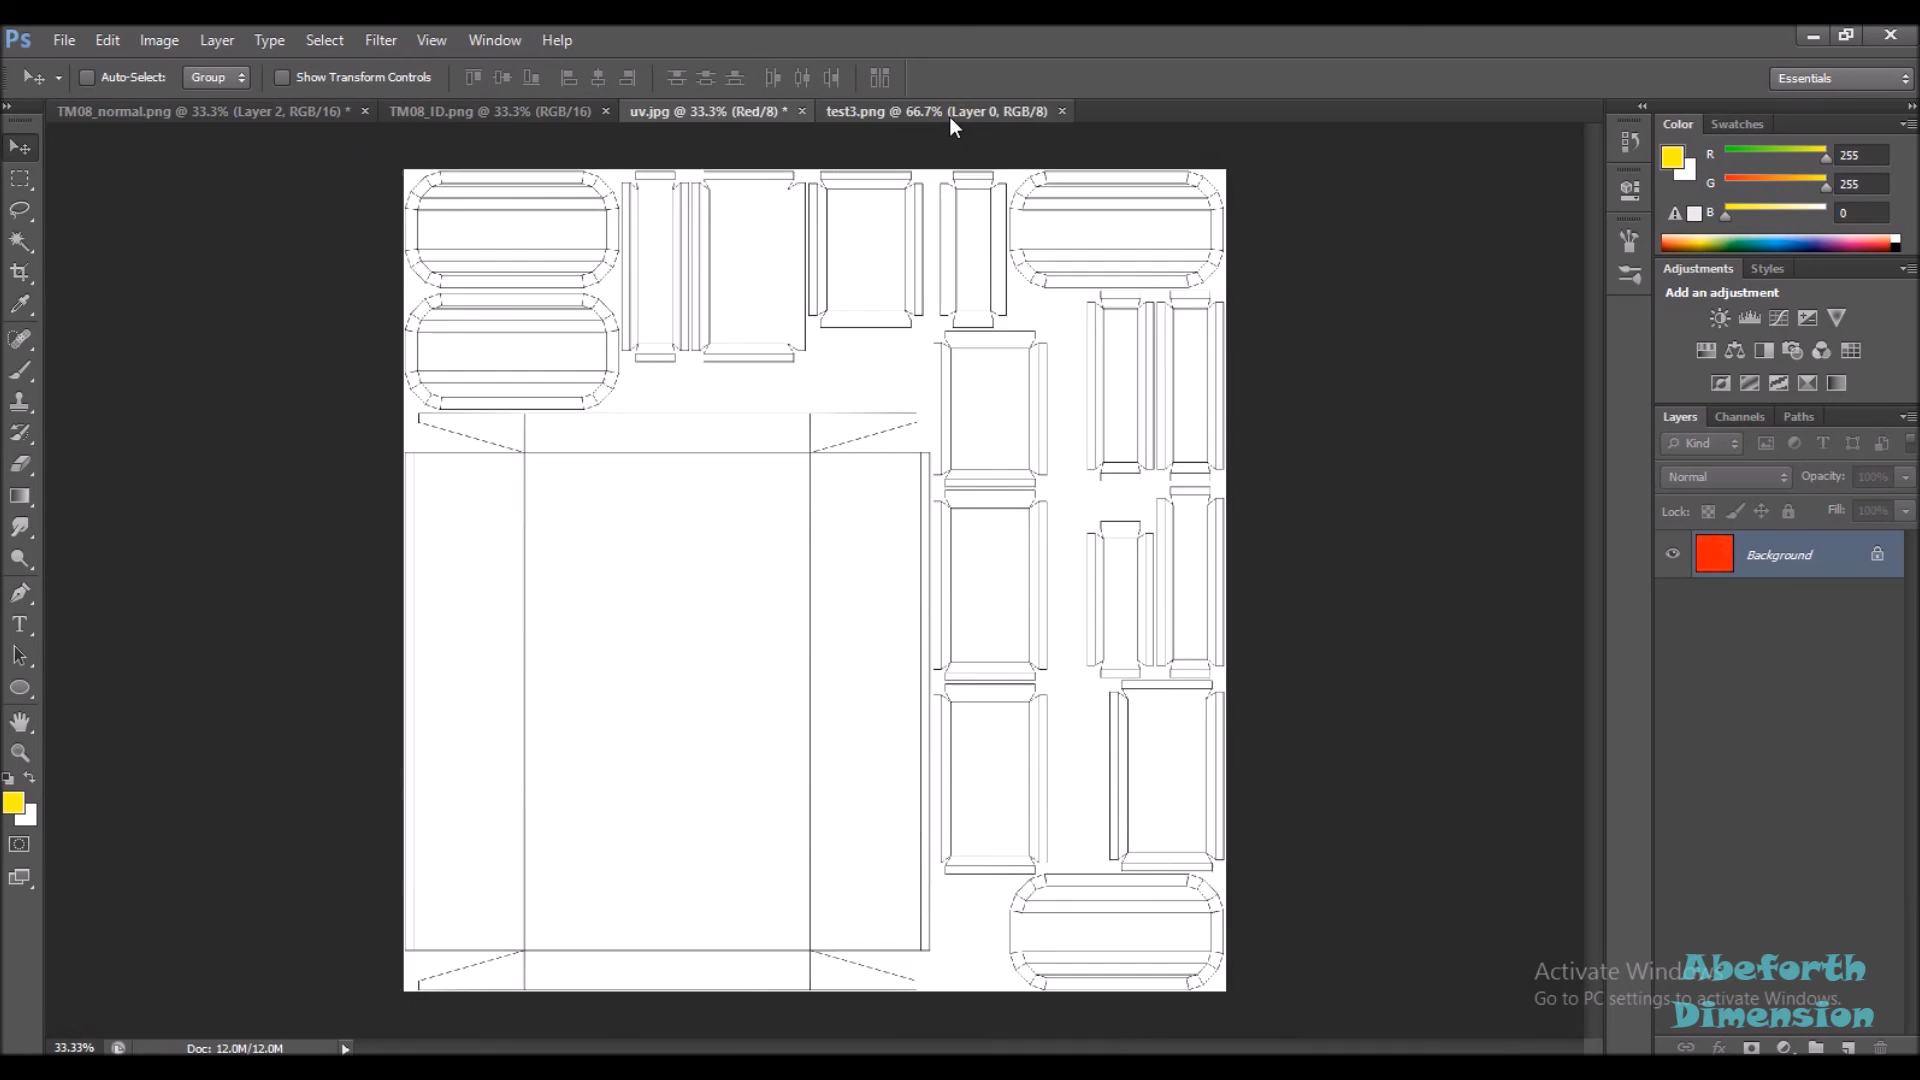 Ps File Edit Image Layer Type Select Filter View Window Help
Auto-Select: Group Show Transform Controls Essentials
TM08_normal.png @ 33.3% (Layer 2, RGB/16) * × TM08_ID.png @ 33.3% (RGB/16) × uv.jpg @ 33.3% (Red/8) * × test3.png @ 66.7% (Layer 0, RGB/8) ×
Color Swatches
R 255
G 255
B 0
Adjustments Styles
Add an adjustment
Layers Channels Paths
Kind
Normal Opacity: 100%
Lock: Fill: 100%
Background
Activate Windows
Go to PC settings to activate Windows.
Abeforth
Dimension
33.33% Doc: 12.0M/12.0M